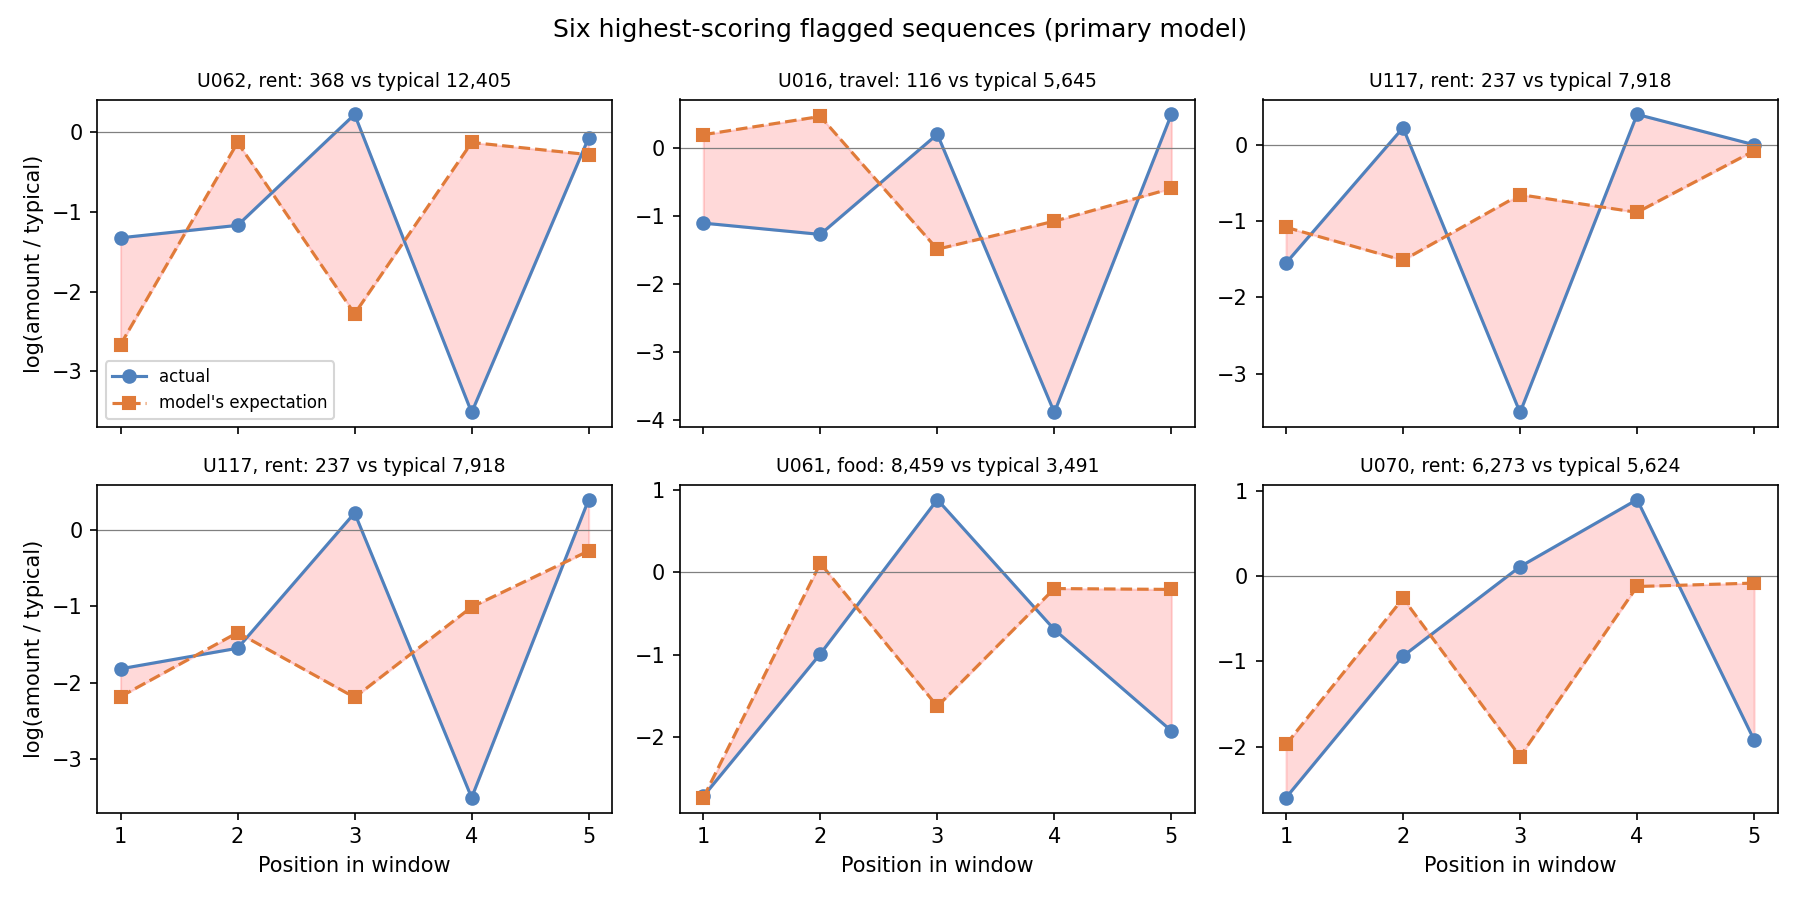 Six highest-scoring flagged sequences (primary model)
U062, rent: 368 vs typical 12,405
U016, travel: 116 vs typical 5,645
U117, rent: 237 vs typical 7,918
log(amount / typical)
0
−1
−2
−3
actual
model's expectation
0
−1
−2
−3
−4
0
−1
−2
−3
U117, rent: 237 vs typical 7,918
U061, food: 8,459 vs typical 3,491
U070, rent: 6,273 vs typical 5,624
log(amount / typical)
0
−1
−2
−3
1
0
−1
−2
1
0
−1
−2
1 2 3 4 5
1 2 3 4 5
1 2 3 4 5
Position in window
Position in window
Position in window